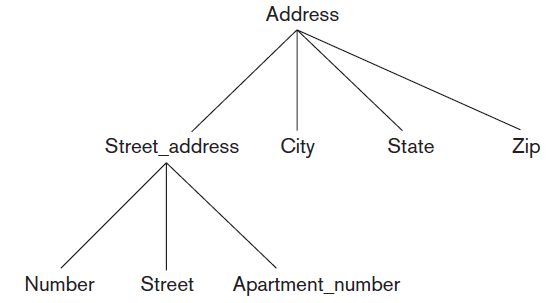 Address
Street_address City State Zip
Number Street Apartment_number